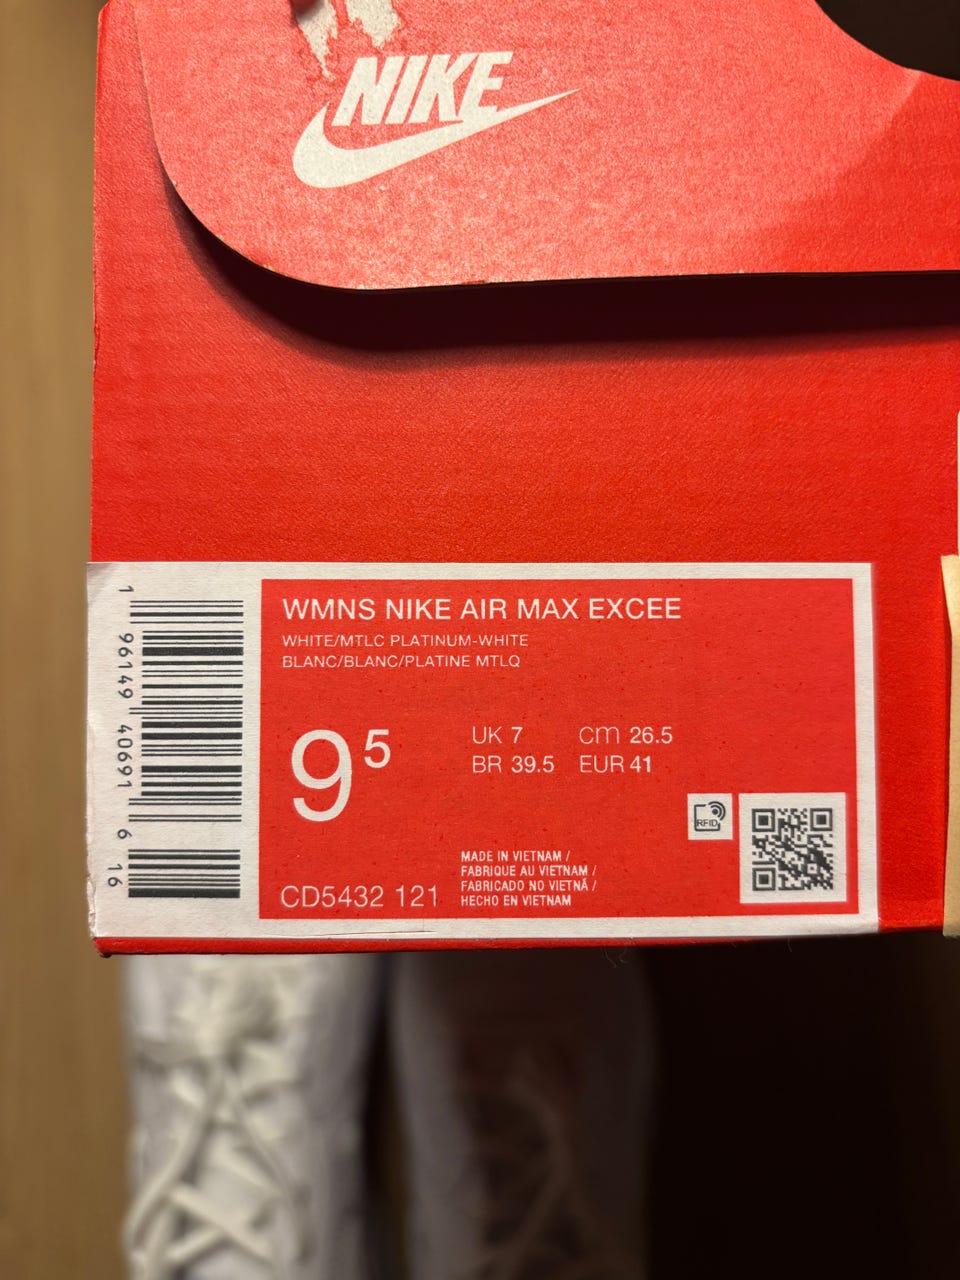 NIKE
WMNS NIKE AIR MAX EXCEE
WHITE/MTLC PLATINUM-WHITE
BLANC/BLANC/PLATINE MTLQ
9 5
UK 7 cm 26.5
BR 39.5 EUR 41
RFID
MADE IN VIETNAM /
FABRIQUE AU VIETNAM /
FABRICADO NO VIETNÃ /
HECHO EN VIETNAM
CD5432 121
1 96149 40691 6 16